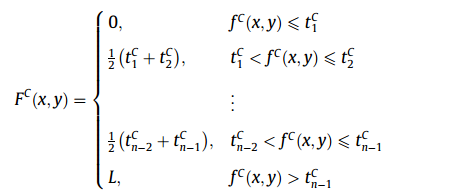 0, f^C(x,y) ⩽ t_1^C
½(t_1^C + t_2^C), t_1^C < f^C(x,y) ⩽ t_2^C
F^C(x,y) = { ⋮
½(t_{n−2}^C + t_{n−1}^C), t_{n−2}^C < f^C(x,y) ⩽ t_{n−1}^C
L, f^C(x,y) > t_{n−1}^C